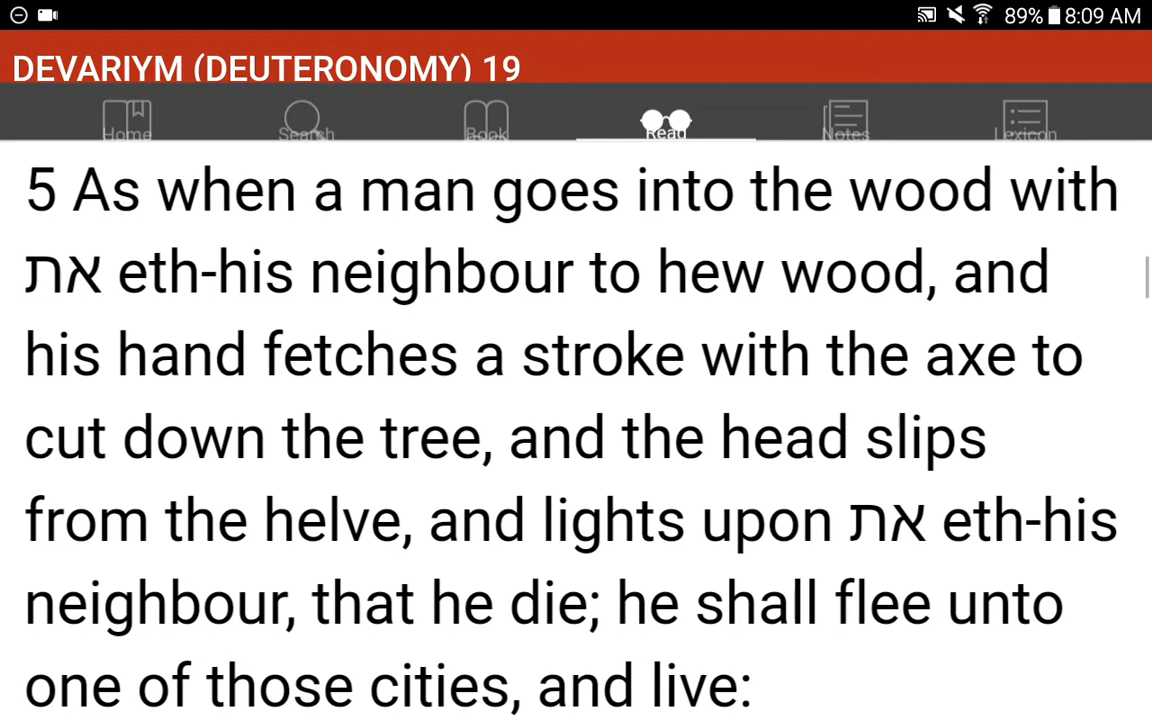 89% 8:09 AM
DEVARIYM (DEUTERONOMY) 19
Home Search Book Read Notes Lexicon
5 As when a man goes into the wood with
את eth-his neighbour to hew wood, and
his hand fetches a stroke with the axe to
cut down the tree, and the head slips
from the helve, and lights upon את eth-his
neighbour, that he die; he shall flee unto
one of those cities, and live: